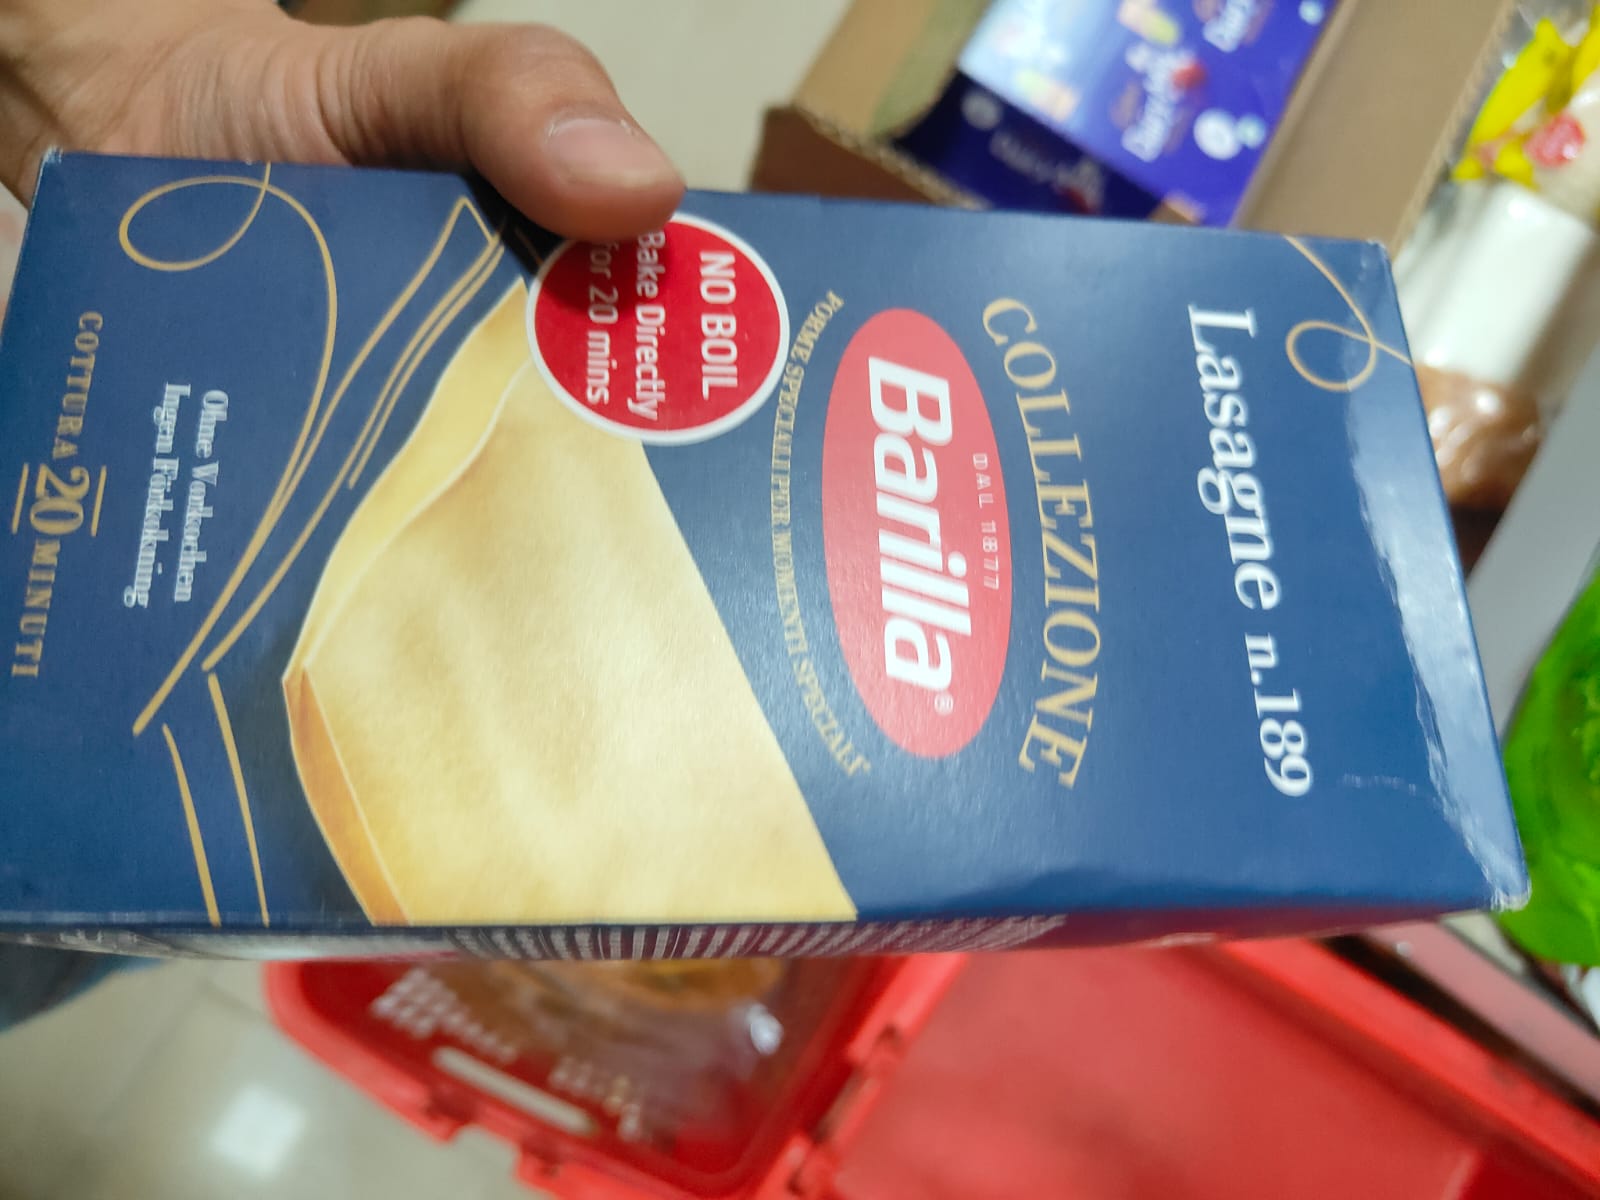 Lasagne n.189
COLLEZIONE
DAL 1877
Barilla®
FORME SPECIALI PER MOMENTI SPECIALI
NO BOIL
Bake Directly
for 20 mins
Ohne Vorkochen
Ingen Förkokning
COTTURA 20 MINUTI